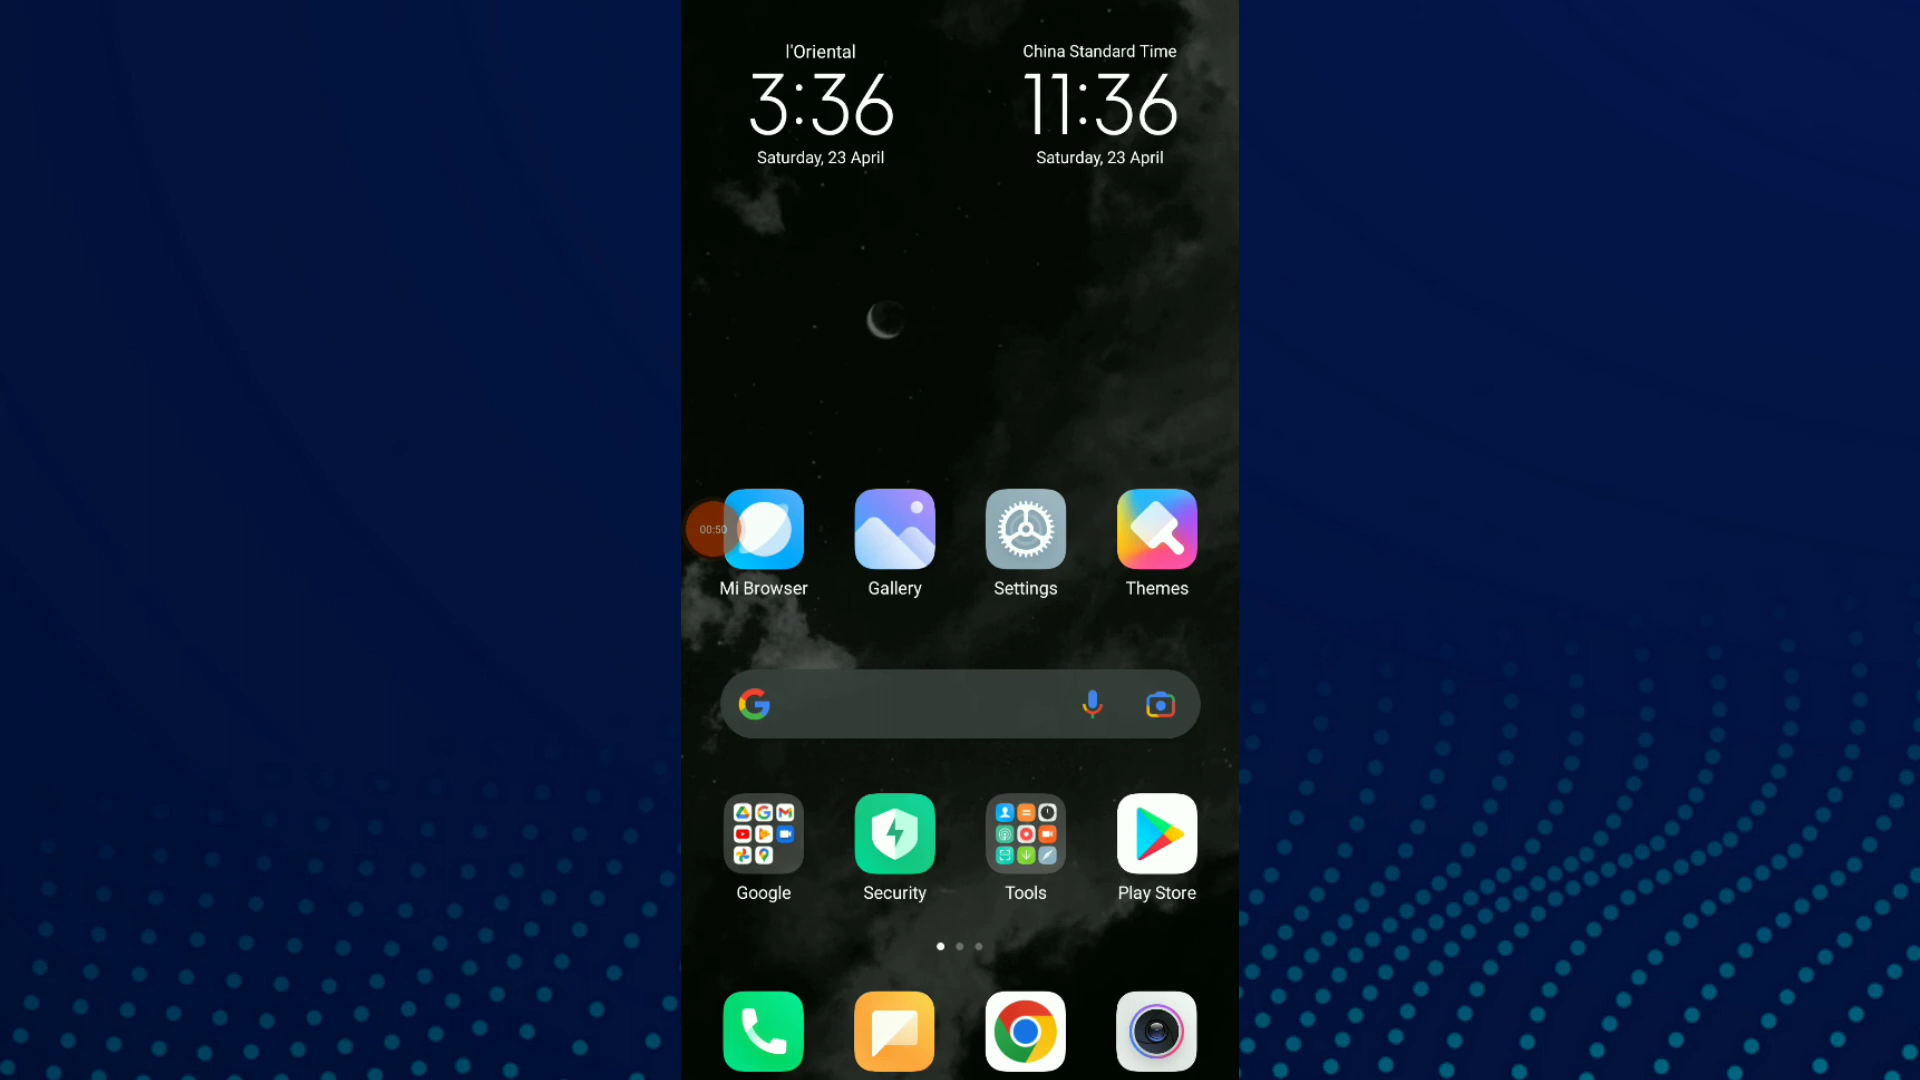 l'Oriental
3:36
Saturday, 23 April
China Standard Time
11:36
Saturday, 23 April
00:50
Mi Browser
Gallery
Settings
Themes
Google
Security
Tools
Play Store